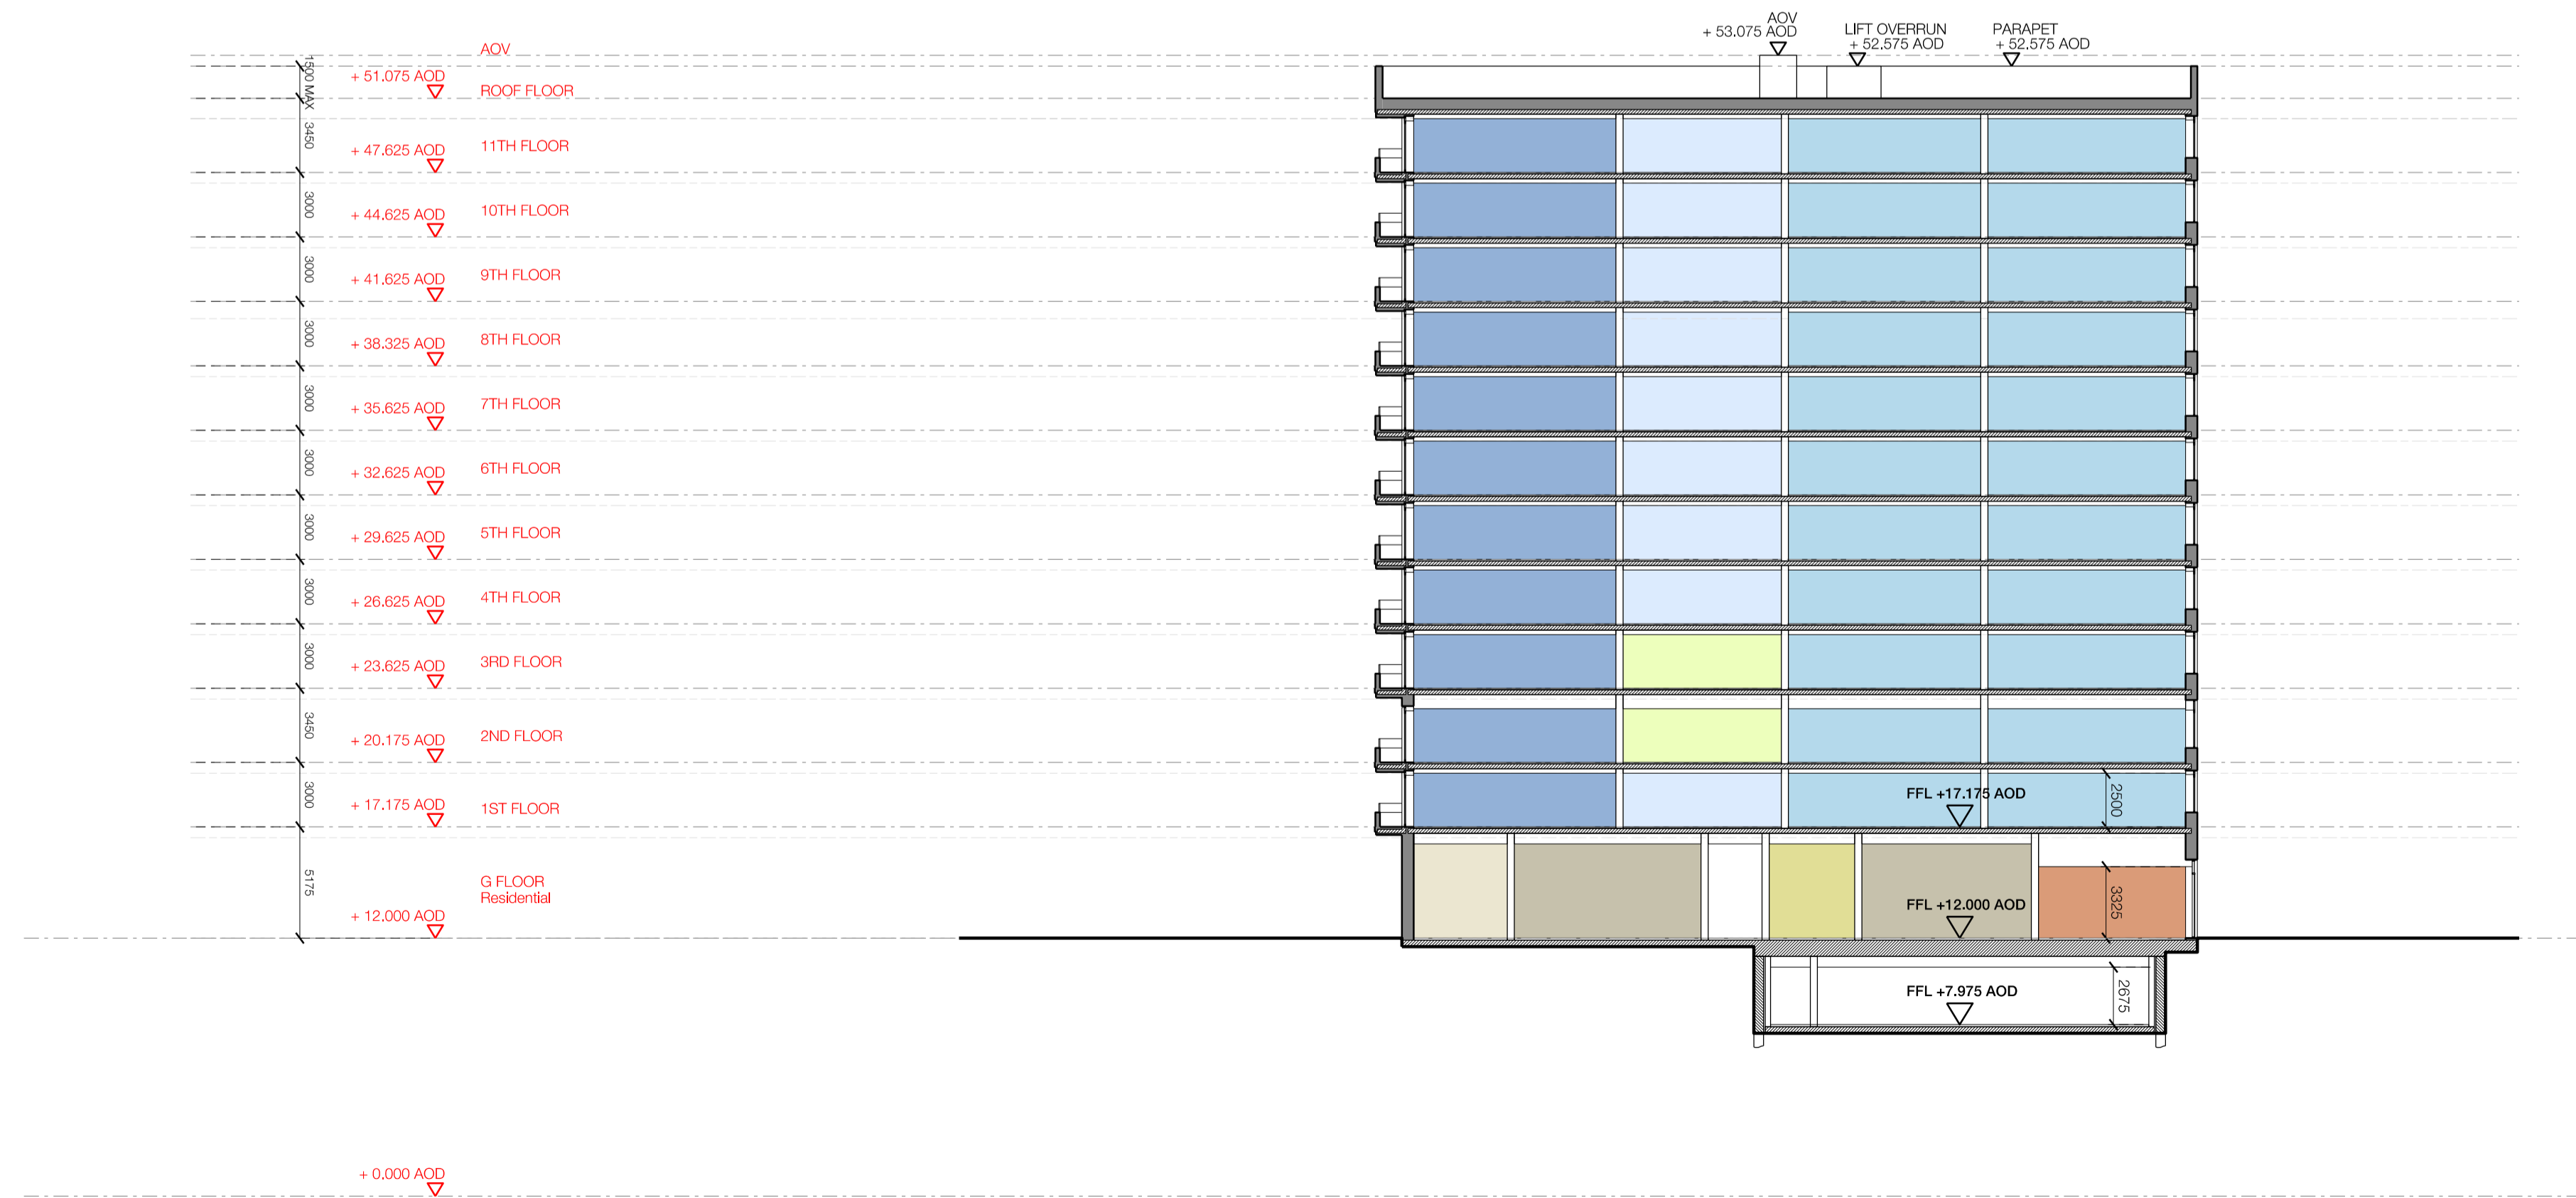 AOV
+ 53.075 AOD
LIFT OVERRUN
+ 52.575 AOD
PARAPET
+ 52.575 AOD
AOV
1500 MAX
+ 51.075 AOD
ROOF FLOOR
3450
+ 47.625 AOD
11TH FLOOR
3000
+ 44.625 AOD
10TH FLOOR
3000
+ 41.625 AOD
9TH FLOOR
3000
+ 38.325 AOD
8TH FLOOR
3000
+ 35.625 AOD
7TH FLOOR
3000
+ 32.625 AOD
6TH FLOOR
3000
+ 29.625 AOD
5TH FLOOR
3000
+ 26.625 AOD
4TH FLOOR
3000
+ 23.625 AOD
3RD FLOOR
3450
+ 20.175 AOD
2ND FLOOR
3000
+ 17.175 AOD
1ST FLOOR
FFL +17.175 AOD
2500
5175
G FLOOR
Residential
+ 12.000 AOD
FFL +12.000 AOD
3325
FFL +7.975 AOD
2675
+ 0.000 AOD